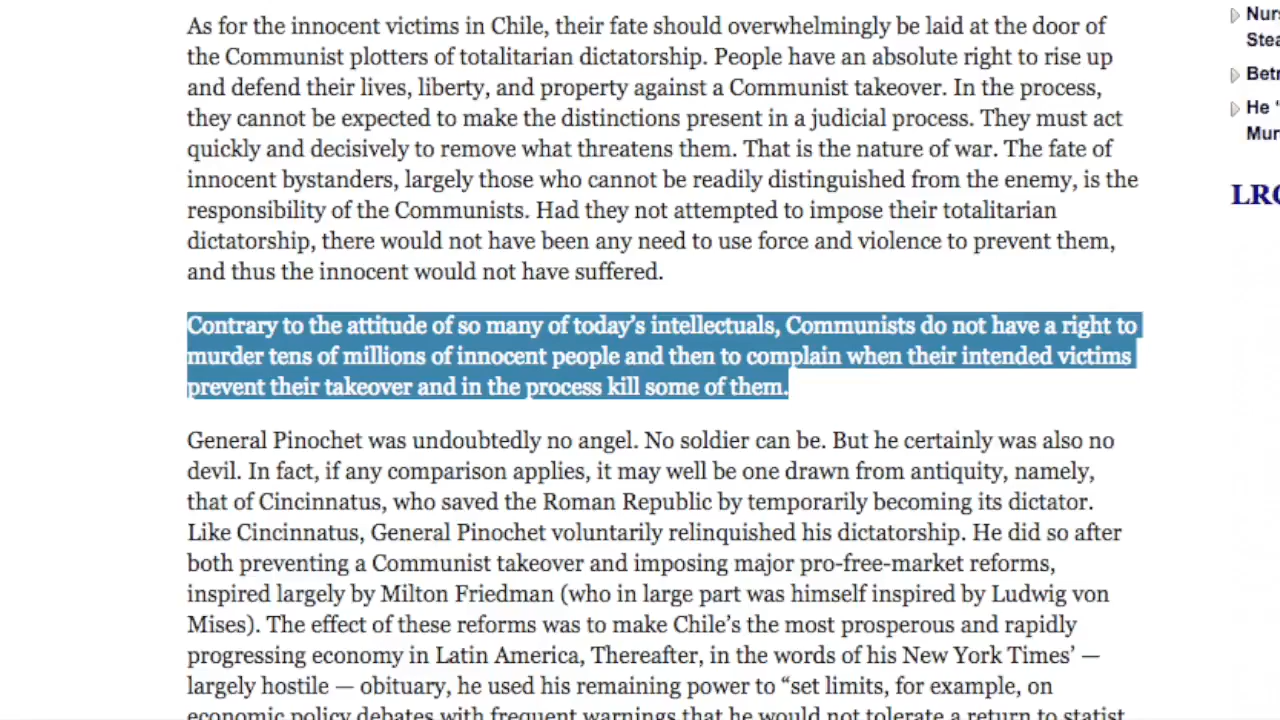 As for the innocent victims in Chile, their fate should overwhelmingly be laid at the door of
the Communist plotters of totalitarian dictatorship. People have an absolute right to rise up
and defend their lives, liberty, and property against a Communist takeover. In the process,
they cannot be expected to make the distinctions present in a judicial process. They must act
quickly and decisively to remove what threatens them. That is the nature of war. The fate of
innocent bystanders, largely those who cannot be readily distinguished from the enemy, is the
responsibility of the Communists. Had they not attempted to impose their totalitarian
dictatorship, there would not have been any need to use force and violence to prevent them,
and thus the innocent would not have suffered.
Contrary to the attitude of so many of today's intellectuals, Communists do not have a right to
murder tens of millions of innocent people and then to complain when their intended victims
prevent their takeover and in the process kill some of them.
General Pinochet was undoubtedly no angel. No soldier can be. But he certainly was also no
devil. In fact, if any comparison applies, it may well be one drawn from antiquity, namely,
that of Cincinnatus, who saved the Roman Republic by temporarily becoming its dictator.
Like Cincinnatus, General Pinochet voluntarily relinquished his dictatorship. He did so after
both preventing a Communist takeover and imposing major pro-free-market reforms,
inspired largely by Milton Friedman (who in large part was himself inspired by Ludwig von
Mises). The effect of these reforms was to make Chile's the most prosperous and rapidly
progressing economy in Latin America, Thereafter, in the words of his New York Times' —
largely hostile — obituary, he used his remaining power to "set limits, for example, on
economic policy debates with frequent warnings that he would not tolerate a return to statist
He "